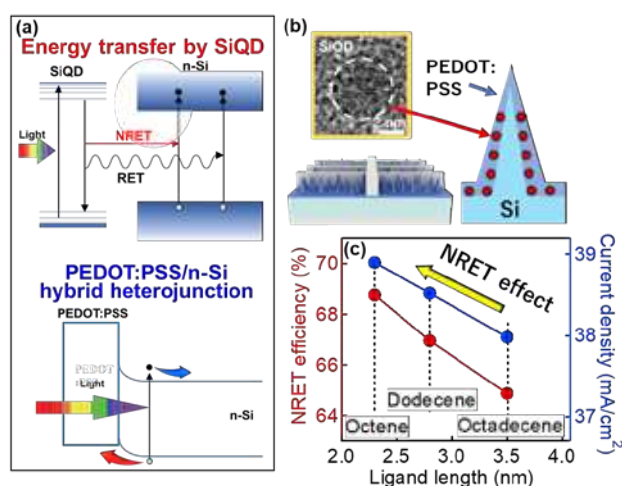 (a)
Energy transfer by SiQD
SiQD
n-Si
Light
NRET
RET
PEDOT:PSS/n-Si
hybrid heterojunction
PEDOT:PSS
PEDOT
Light
n-Si
(b)
SiQD
PEDOT:
PSS
Si
(c)
NRET efficiency (%)
70
68
66
64
NRET effect
Octene
Dodecene
Octadecene
39
38
37
Current density (mA/cm²)
2.0 2.5 3.0 3.5 4.0
Ligand length (nm)